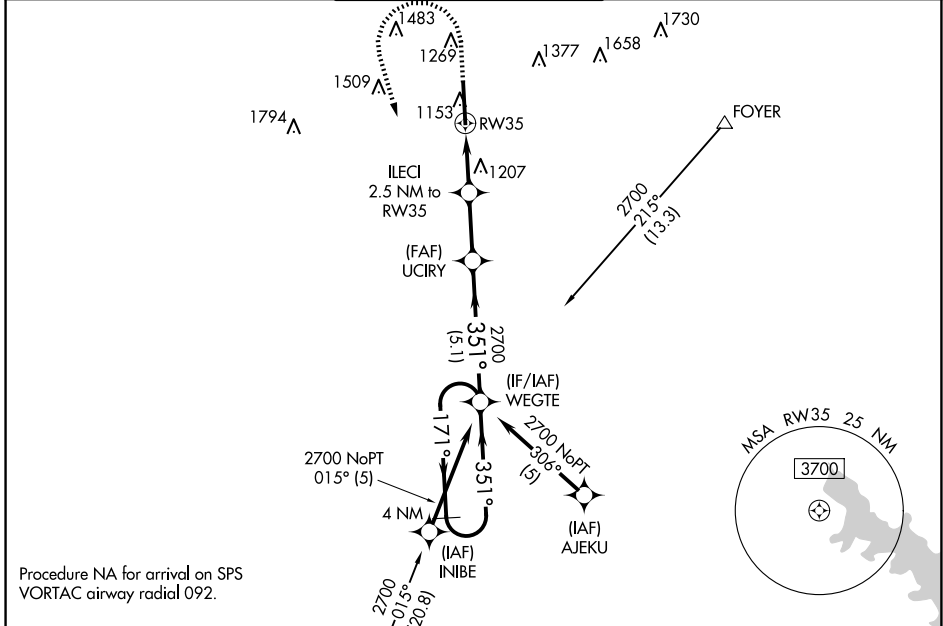 1483
1730
1269
1377
1658
1509
1153
1794
RW35
FOYER
1207
ILECI
2.5 NM to
RW35
2700
215°
(13.3)
(FAF)
UCIRY
2700
351°
(5.1)
(IF/IAF)
WEGTE
171°
351°
2700 NoPT
306°
(5)
2700 NoPT
015° (5)
4 NM
(IAF)
INIBE
(IAF)
AJEKU
MSA RW35 25 NM
3700
Procedure NA for arrival on SPS
VORTAC airway radial 092.
2700
015°
(20.8)